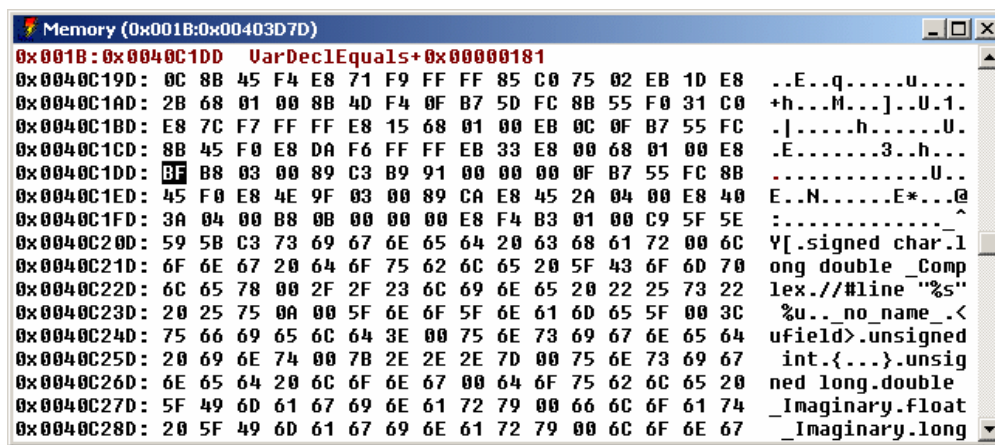 Memory (0x001B:0x00403D7D)
0x001B:0x0040C1DD  VarDeclEquals+0x00000181
0x0040C19D: 0C 8B 45 F4 E8 71 F9 FF FF 85 C0 75 02 EB 1D E8  ..E..q.....u....
0x0040C1AD: 2B 68 01 00 8B 4D F4 0F B7 5D FC 8B 55 F0 31 C0  +h...M...]..U.1.
0x0040C1BD: E8 7C F7 FF FF E8 15 68 01 00 EB 0C 0F B7 55 FC  .|.....h......U.
0x0040C1CD: 8B 45 F0 E8 DA F6 FF FF EB 33 E8 00 68 01 00 E8  .E.......3..h...
0x0040C1DD: BF B8 03 00 89 C3 B9 91 00 00 00 0F B7 55 FC 8B  .............U..
0x0040C1ED: 45 F0 E8 4E 9F 03 00 89 CA E8 45 2A 04 00 E8 40  E..N......E*...@
0x0040C1FD: 3A 04 00 B8 0B 00 00 00 E8 F4 B3 01 00 C9 5F 5E  :............._^
0x0040C20D: 59 5B C3 73 69 67 6E 65 64 20 63 68 61 72 00 6C  Y[.signed char.l
0x0040C21D: 6F 6E 67 20 64 6F 75 62 6C 65 20 5F 43 6F 6D 70  ong double _Comp
0x0040C22D: 6C 65 78 00 2F 2F 23 6C 69 6E 65 20 22 25 73 22  lex.//#line "%s"
0x0040C23D: 20 25 75 0A 00 5F 6E 6F 5F 6E 61 6D 65 5F 00 3C   %u.._no_name_.<
0x0040C24D: 75 66 69 65 6C 64 3E 00 75 6E 73 69 67 6E 65 64  ufield>.unsigned
0x0040C25D: 20 69 6E 74 00 7B 2E 2E 2E 7D 00 75 6E 73 69 67   int.{...}.unsig
0x0040C26D: 6E 65 64 20 6C 6F 6E 67 00 64 6F 75 62 6C 65 20  ned long.double
0x0040C27D: 5F 49 6D 61 67 69 6E 61 72 79 00 66 6C 6F 61 74  _Imaginary.float
0x0040C28D: 20 5F 49 6D 61 67 69 6E 61 72 79 00 6C 6F 6E 67   _Imaginary.long